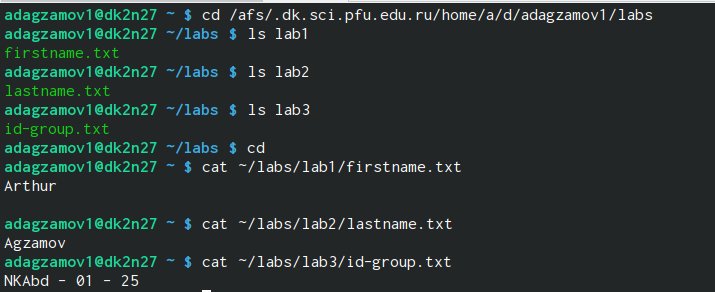 adagzamov1@dk2n27 ~ $ cd /afs/.dk.sci.pfu.edu.ru/home/a/d/adagzamov1/labs
adagzamov1@dk2n27 ~/labs $ ls lab1
firstname.txt
adagzamov1@dk2n27 ~/labs $ ls lab2
lastname.txt
adagzamov1@dk2n27 ~/labs $ ls lab3
id-group.txt
adagzamov1@dk2n27 ~/labs $ cd
adagzamov1@dk2n27 ~ $ cat ~/labs/lab1/firstname.txt
Arthur

adagzamov1@dk2n27 ~ $ cat ~/labs/lab2/lastname.txt
Agzamov
adagzamov1@dk2n27 ~ $ cat ~/labs/lab3/id-group.txt
NKAbd - 01 - 25